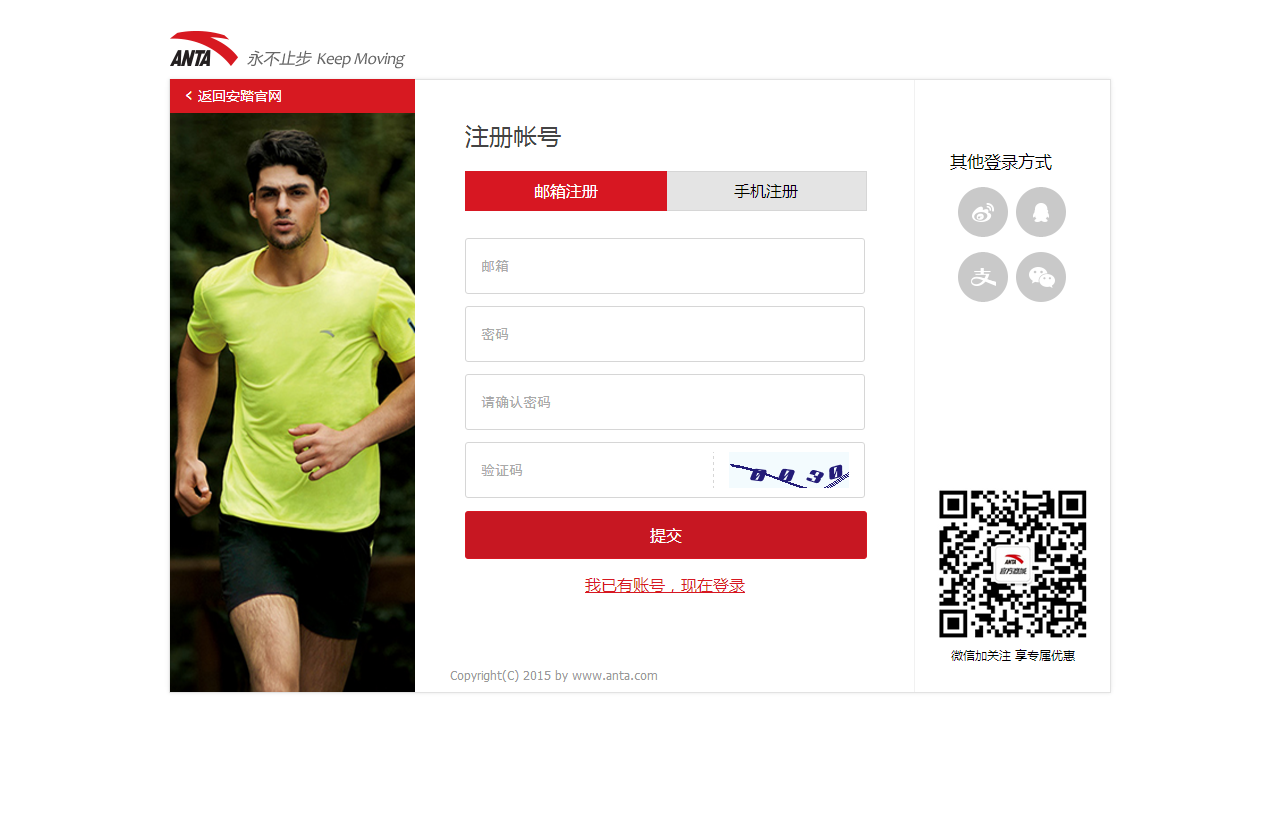 ANTA 永不止步 Keep Moving
< 返回安踏官网
注册帐号
邮箱注册 手机注册
邮箱
密码
请确认密码
验证码 0030
提交
我已有账号，现在登录
Copyright(C) 2015 by www.anta.com
其他登录方式
支
ANTA
官方商城
微信加关注 享专属优惠